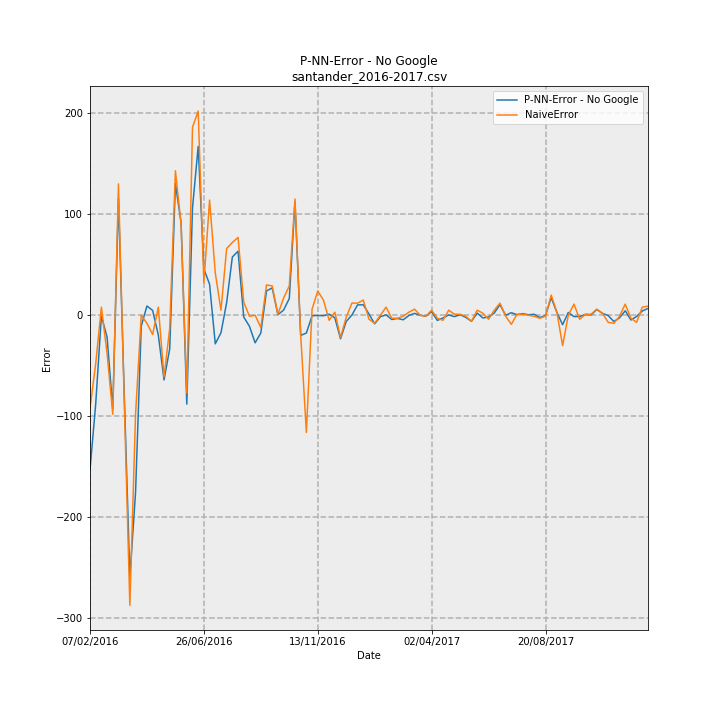 P-NN-Error - No Google
santander_2016-2017.csv
P-NN-Error - No Google
NaiveError
200
100
0
−100
−200
−300
Error
07/02/2016
26/06/2016
13/11/2016
02/04/2017
20/08/2017
Date